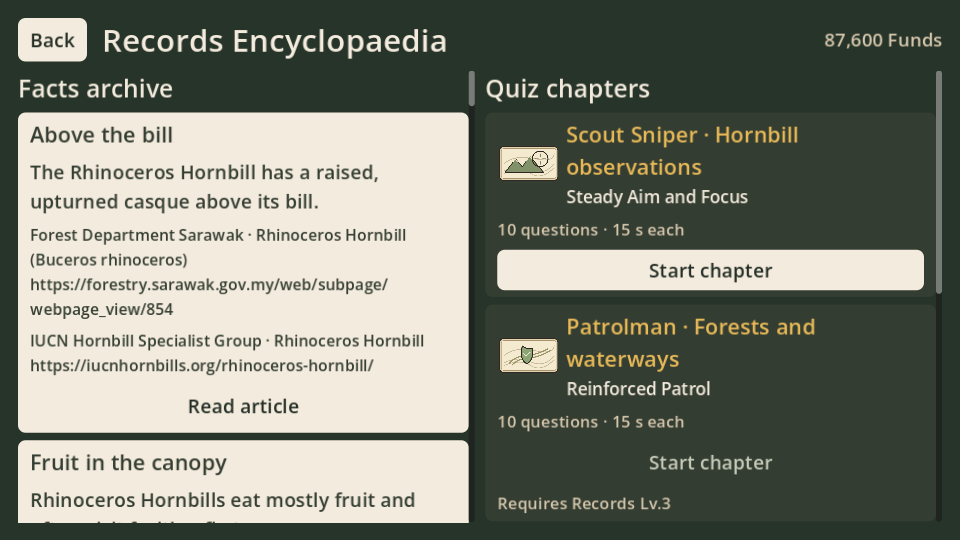 Back
Records Encyclopaedia
87,600 Funds
Facts archive
Above the bill
The Rhinoceros Hornbill has a raised,
upturned casque above its bill.
Forest Department Sarawak · Rhinoceros Hornbill
(Buceros rhinoceros)
https://forestry.sarawak.gov.my/web/subpage/
webpage_view/854
IUCN Hornbill Specialist Group · Rhinoceros Hornbill
https://iucnhornbills.org/rhinoceros-hornbill/
Read article
Fruit in the canopy
Rhinoceros Hornbills eat mostly fruit and
Quiz chapters
Scout Sniper · Hornbill
observations
Steady Aim and Focus
10 questions · 15 s each
Start chapter
Patrolman · Forests and
waterways
Reinforced Patrol
10 questions · 15 s each
Start chapter
Requires Records Lv.3